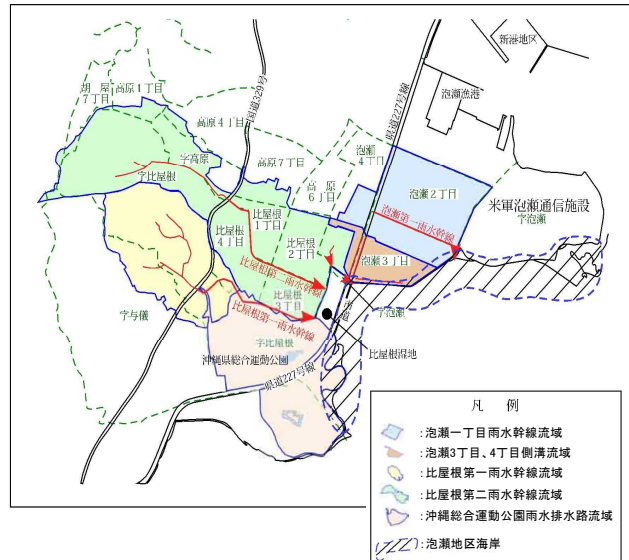 新港地区
泡瀬漁港
国道329号
県道227号
胡屋
7丁目
高原1丁目
高原4丁目
高原7丁目
泡瀬
4丁目
高原
6丁目
字高原
字比屋根
泡瀬2丁目
米軍泡瀬通信施設
字泡瀬
泡瀬第一雨水幹線
比屋根
1丁目
比屋根
4丁目
比屋根
2丁目
泡瀬3丁目
比屋根第一雨水幹線
比屋根
3丁目
比屋根第一雨水幹線
市道
字泡瀬
字与儀
字比屋根
沖縄県総合運動公園
比屋根湿地
県道227号線
凡例
:泡瀬一丁目雨水幹線流域
:泡瀬3丁目、4丁目側溝流域
:比屋根第一雨水幹線流域
:比屋根第二雨水幹線流域
:沖縄総合運動公園雨水排水路流域
:泡瀬地区海岸